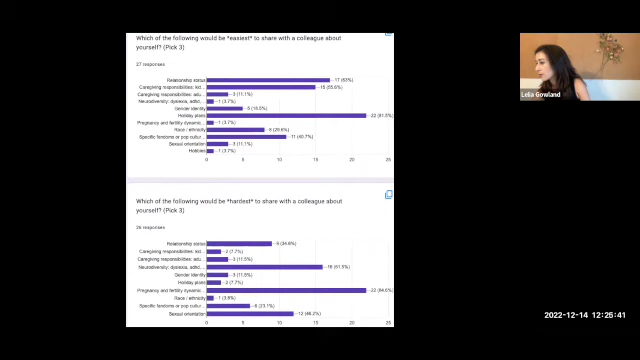 Which of the following would be *easiest* to share with a colleague about
yourself? (Pick 3)
27 responses
Relationship status 17 (63%)
Caregiving responsibilities: kid... 15 (55.6%)
Caregiving responsibilities: adu... 3 (11.1%)
Neurodiversity: dyslexia, adhd... 1 (3.7%)
Gender identity 5 (18.5%)
Holiday plans 22 (81.5%)
Pregnancy and fertility dynamic... 1 (3.7%)
Race / ethnicity 8 (29.6%)
Specific fandoms or pop cultur... 11 (40.7%)
Sexual orientation 3 (11.1%)
Hobbies 1 (3.7%)
0 5 10 15 20 25
Which of the following would be *hardest* to share with a colleague about
yourself? (Pick 3)
26 responses
Relationship status 9 (34.6%)
Caregiving responsibilities: kid... 2 (7.7%)
Caregiving responsibilities: adu... 3 (11.5%)
Neurodiversity: dyslexia, adhd... 16 (61.5%)
Gender identity 3 (11.5%)
Holiday plans 2 (7.7%)
Pregnancy and fertility dynamic... 22 (84.6%)
Race / ethnicity 1 (3.8%)
Specific fandoms or pop cultur... 6 (23.1%)
Sexual orientation 12 (46.2%)
0 5 10 15 20 25
Lelia Gowland
2022-12-14 12:25:41